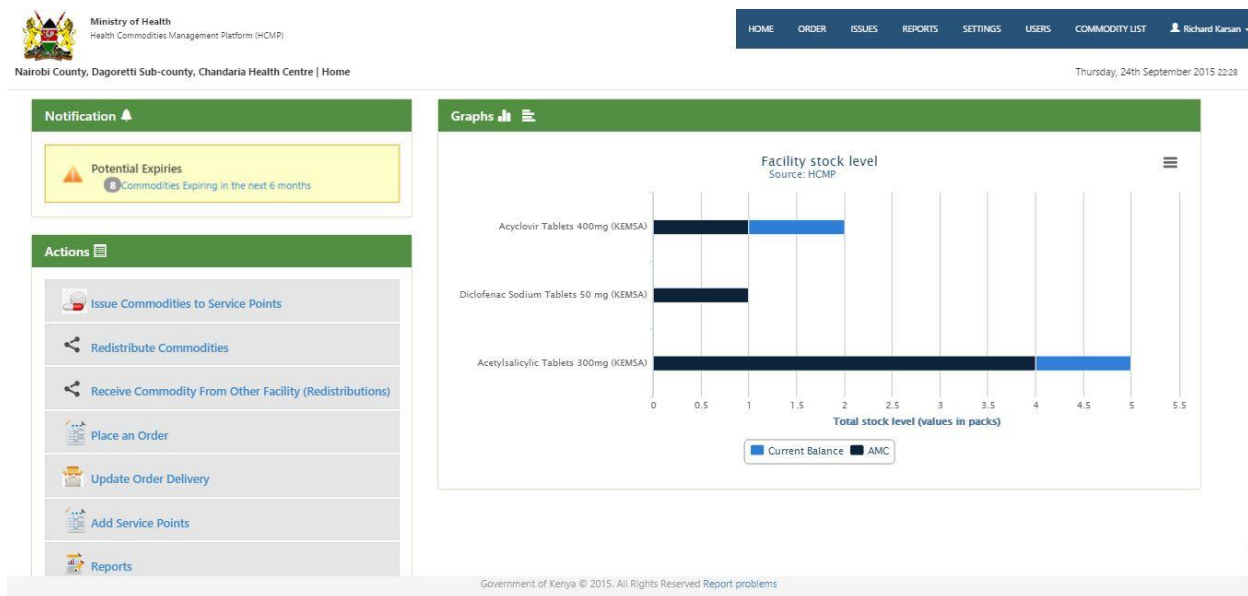 Ministry of Health
Health Commodities Management Platform (HCMP)
HOME ORDER ISSUES REPORTS SETTINGS USERS COMMODITY LIST Richard Karsan
Nairobi County, Dagoretti Sub-county, Chandaria Health Centre | Home
Thursday, 24th September 2015 22:28
Notification
Potential Expiries
8 Commodities Expiring in the next 6 months
Actions
Issue Commodities to Service Points
Redistribute Commodities
Receive Commodity From Other Facility (Redistributions)
Place an Order
Update Order Delivery
Add Service Points
Reports
Graphs
Facility stock level
Source: HCMP
Acyclovir Tablets 400mg (KEMSA)
Diclofenac Sodium Tablets 50 mg (KEMSA)
Acetylsalicylic Tablets 300mg (KEMSA)
0 0.5 1 1.5 2 2.5 3 3.5 4 4.5 5 5.5
Total stock level (values in packs)
Current Balance AMC
Government of Kenya © 2015. All Rights Reserved Report problems